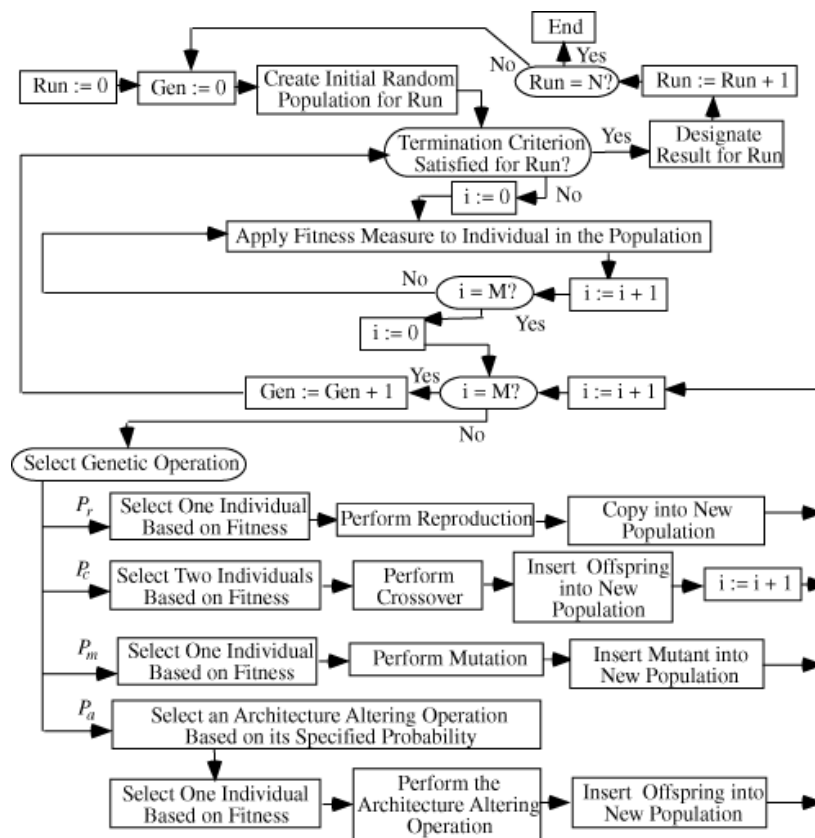 End
No
Yes
Run := 0
Gen := 0
Create Initial Random
Population for Run
Run = N?
Run := Run + 1
Termination Criterion
Satisfied for Run?
Yes
Designate
Result for Run
i := 0
No
Apply Fitness Measure to Individual in the Population
No
i = M?
i := i + 1
i := 0
Yes
Gen := Gen + 1
Yes
i = M?
i := i + 1
No
Select Genetic Operation
Pr
Select One Individual
Based on Fitness
Perform Reproduction
Copy into New
Population
Pc
Select Two Individuals
Based on Fitness
Perform
Crossover
Insert Offspring
into New
Population
i := i + 1
Pm
Select One Individual
Based on Fitness
Perform Mutation
Insert Mutant into
New Population
Pa
Select an Architecture Altering Operation
Based on its Specified Probability
Select One Individual
Based on Fitness
Perform the
Architecture Altering
Operation
Insert Offspring into
New Population